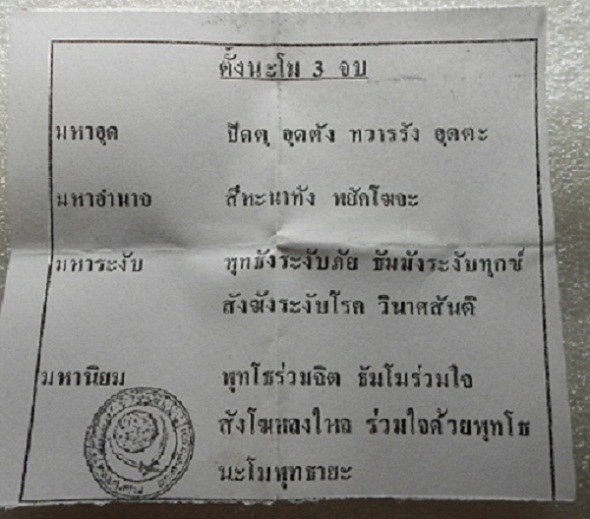 ตั้งนะโม 3 จบ
มหาอุด ปัดตุ อุดตัง ทวารรัง อุดตะ
มหาอำนาจ สีหะนาทัง พยัคโฆจะ
มหาระงับ พุทธังระงับภัย ธัมมังระงับทุกข์
สังฆังระงับโรค วินาศสันติ
มหานิยม พุทโธร่วมจิต ธัมโมร่วมใจ
สังโฆหลงใหล ร่วมใจด้วยพุทโธ
นะโมพุทธายะ